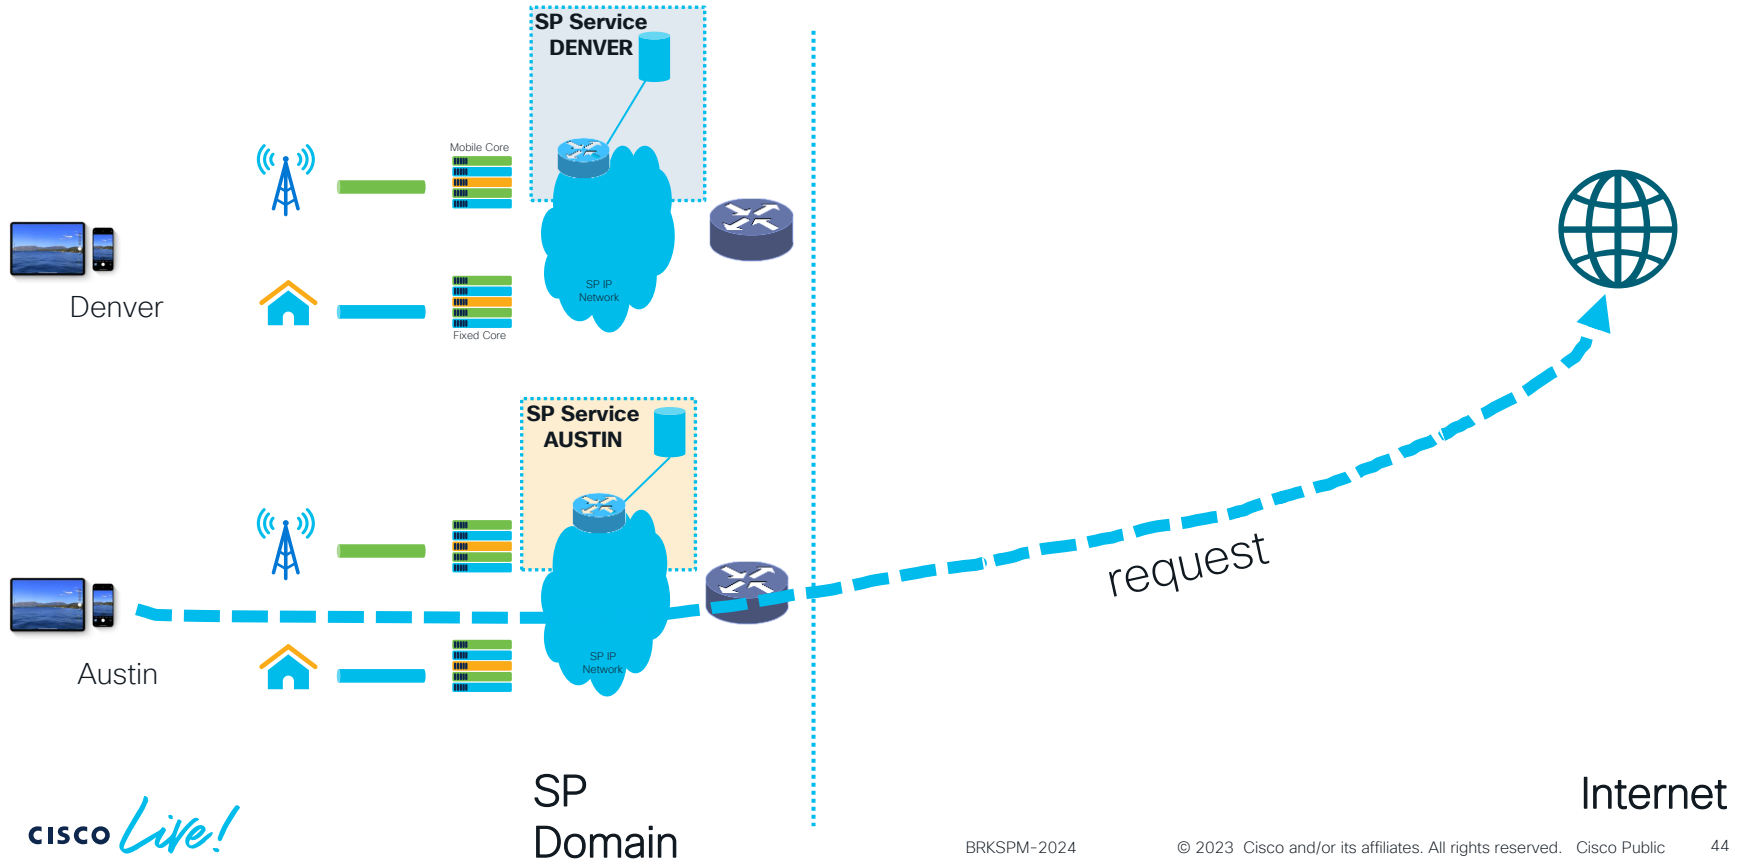 SP Service
DENVER
Mobile Core
SP IP
Network
Fixed Core
Denver
SP Service
AUSTIN
SP IP
Network
Austin
request
SP
Domain
Internet
CISCO Live!
BRKSPM-2024
© 2023 Cisco and/or its affiliates. All rights reserved. Cisco Public
44